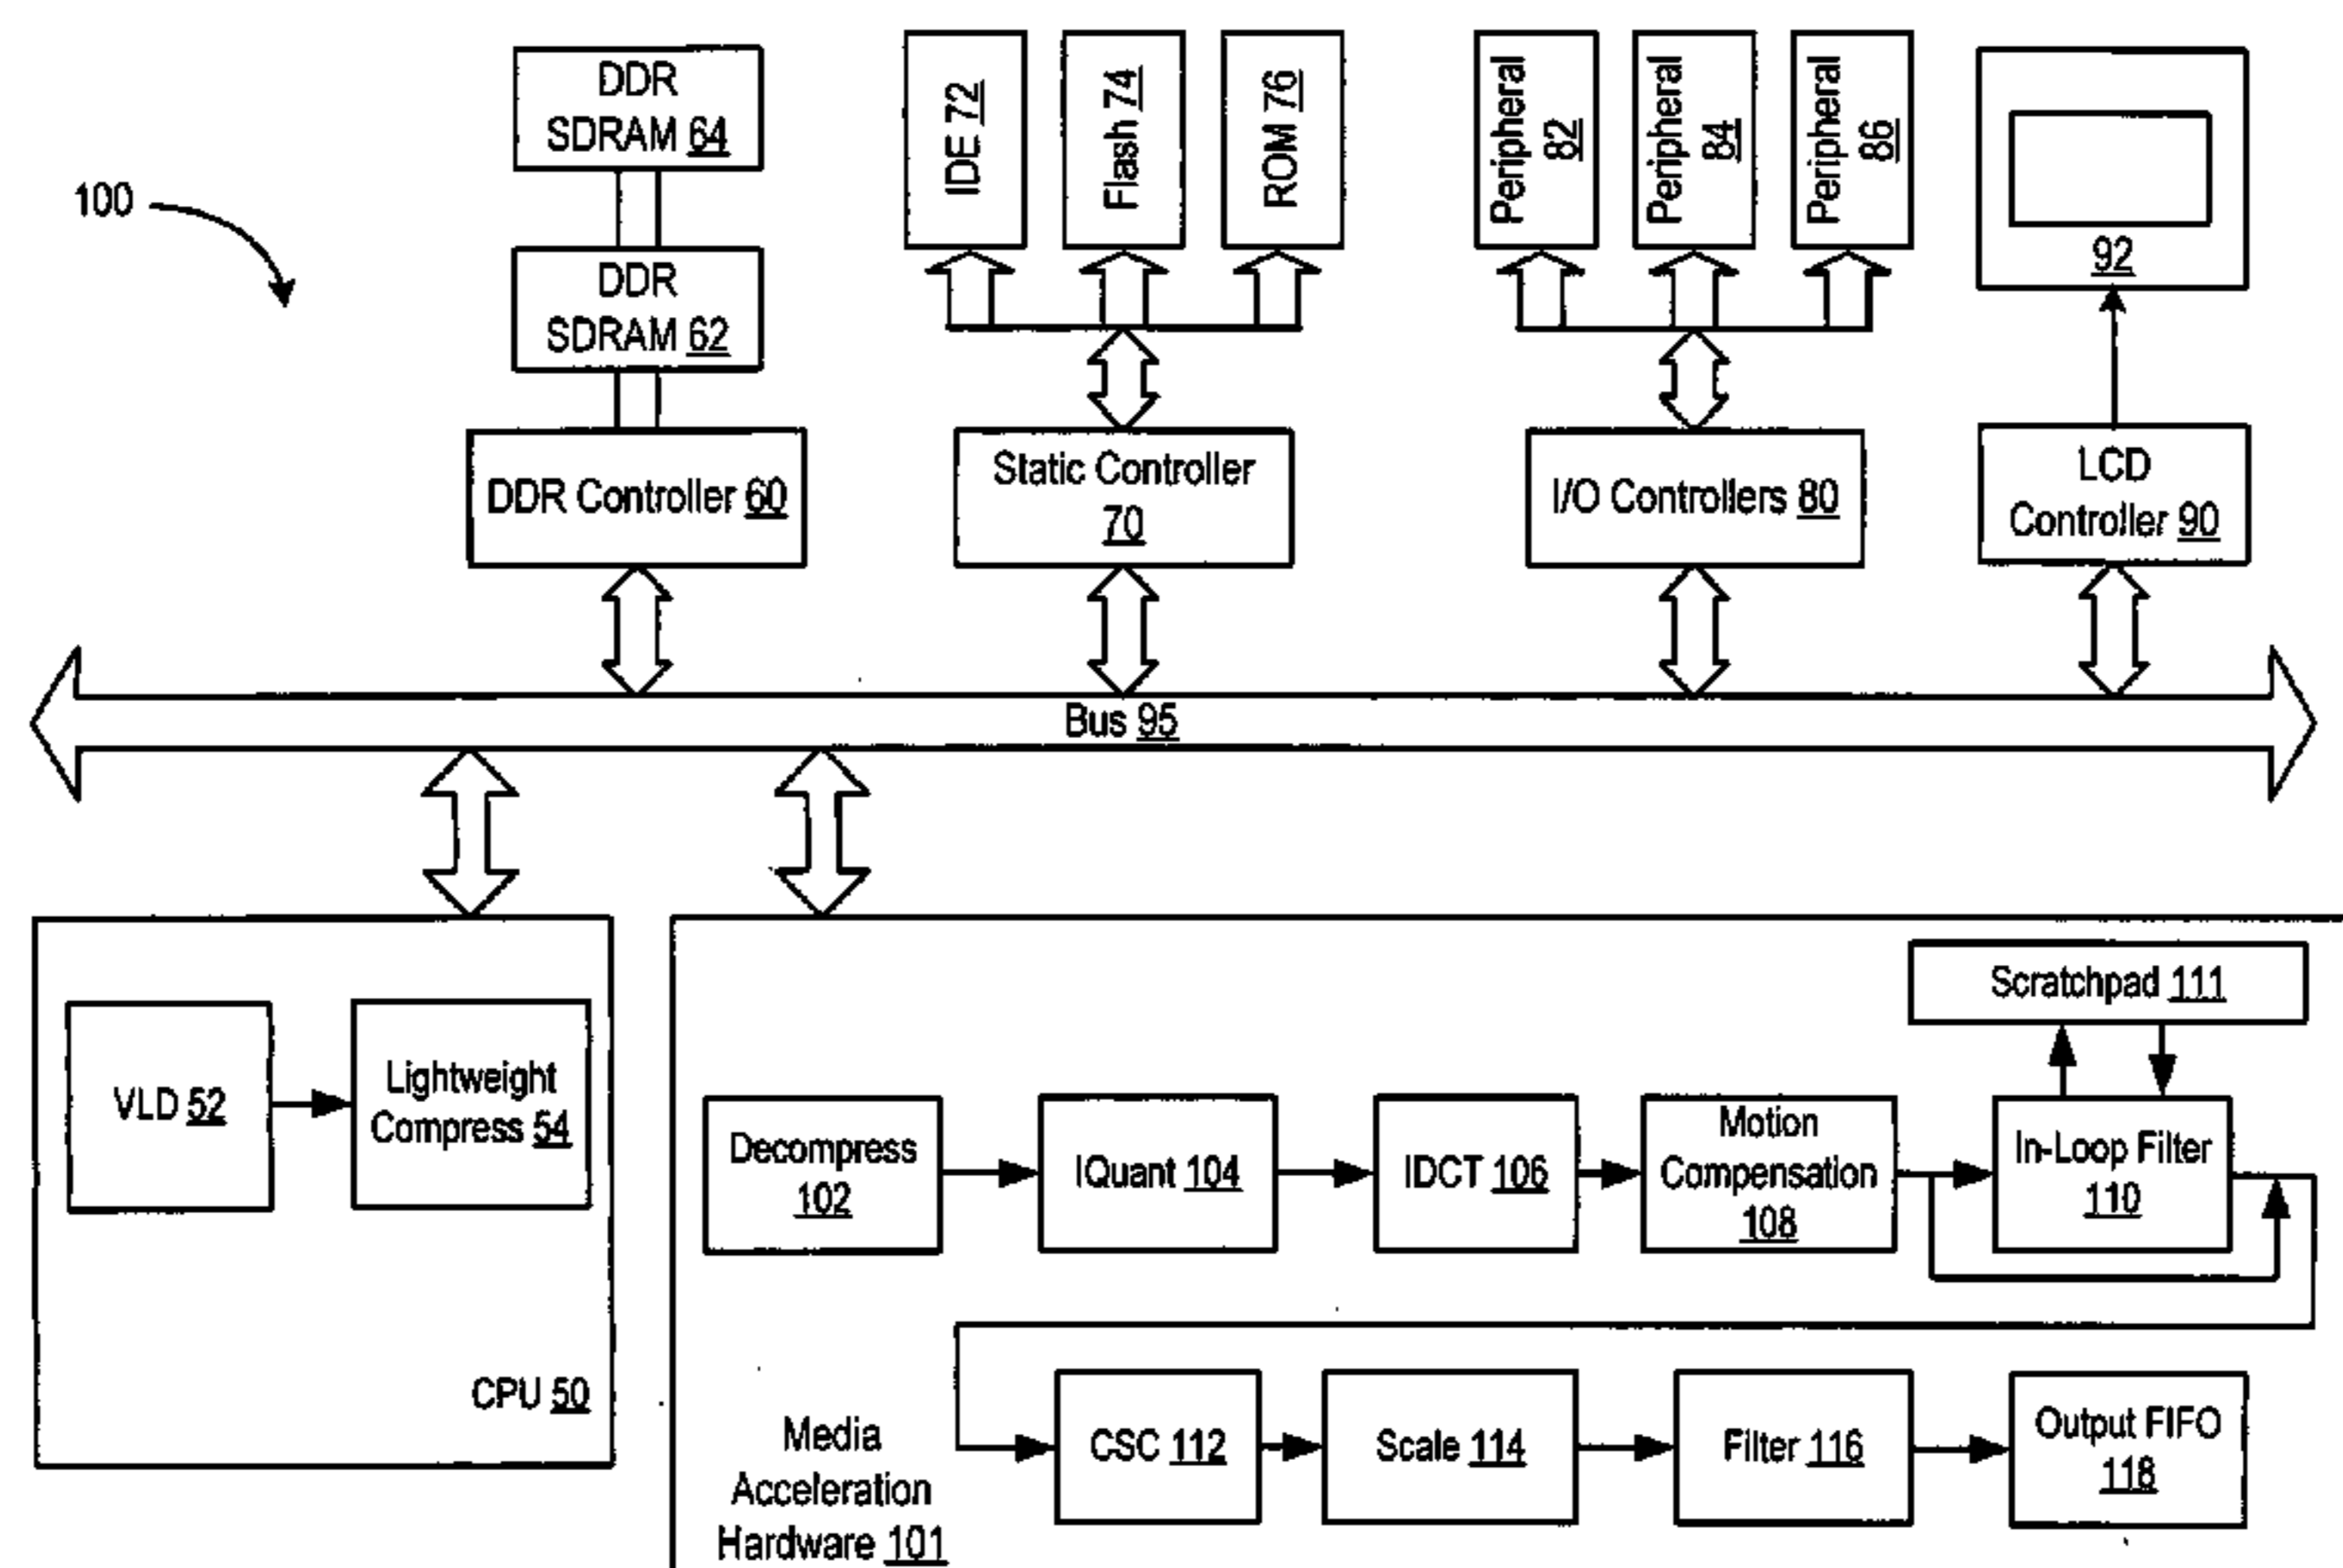 DDR
SDRAM 64
IDE 72
Flash 74
ROM 76
Peripheral
82
Peripheral
84
Peripheral
86
92
100
DDR
SDRAM 62
DDR Controller 60
Static Controller
70
I/O Controllers 80
LCD
Controller 90
Bus 95
VLD 52
Lightweight
Compress 54
CPU 50
Scratchpad 111
Decompress
102
IQuant 104
IDCT 106
Motion
Compensation
108
In-Loop Filter
110
CSC 112
Scale 114
Filter 116
Output FIFO
118
Media
Acceleration
Hardware 101